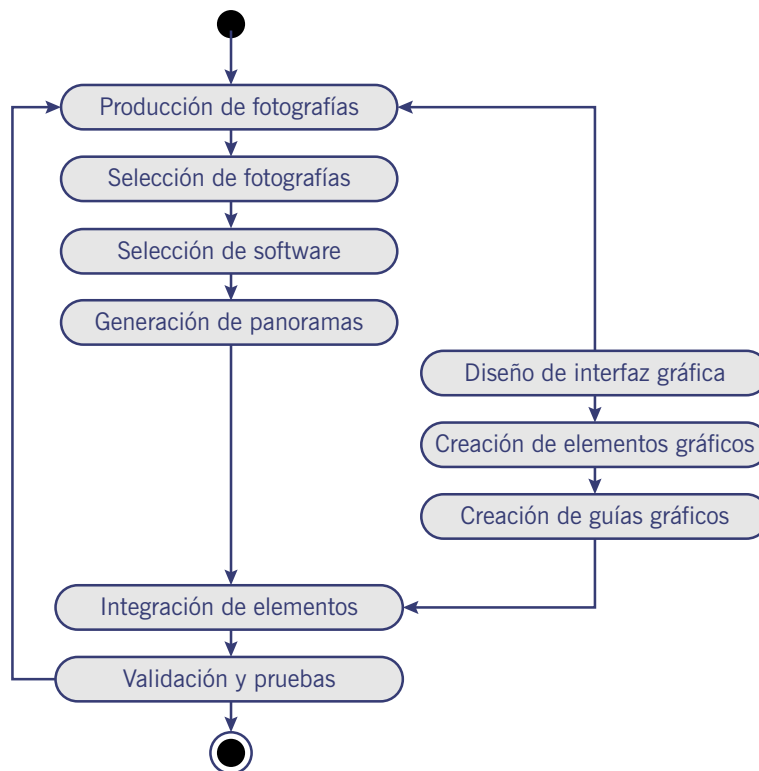 Producción de fotografías
Selección de fotografías
Selección de software
Generación de panoramas
Diseño de interfaz gráfica
Creación de elementos gráficos
Creación de guías gráficos
Integración de elementos
Validación y pruebas